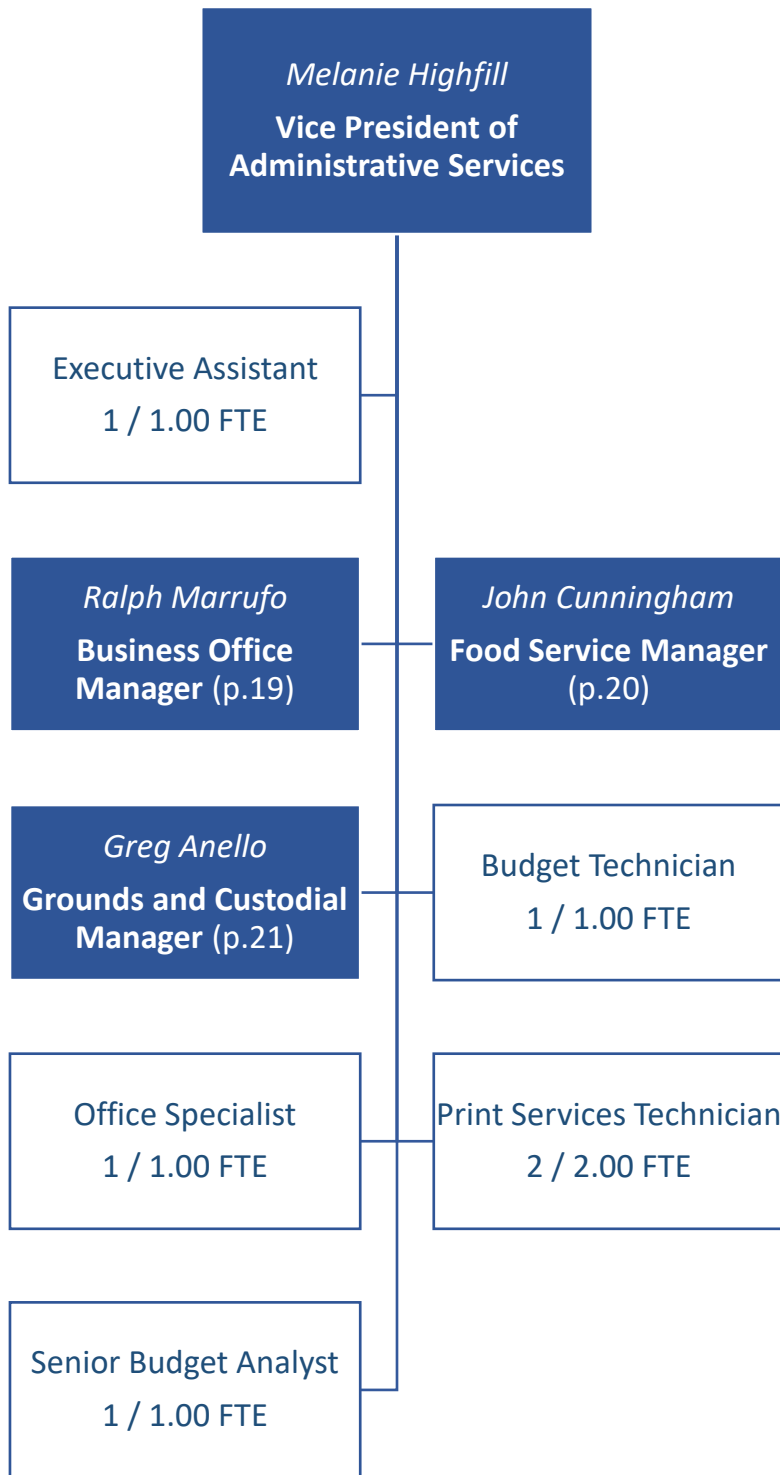 Melanie Highfill
Vice President of
Administrative Services
Executive Assistant
1 / 1.00 FTE
Ralph Marrufo
Business Office
Manager (p.19)
John Cunningham
Food Service Manager
(p.20)
Greg Anello
Grounds and Custodial
Manager (p.21)
Budget Technician
1 / 1.00 FTE
Office Specialist
1 / 1.00 FTE
Print Services Technician
2 / 2.00 FTE
Senior Budget Analyst
1 / 1.00 FTE